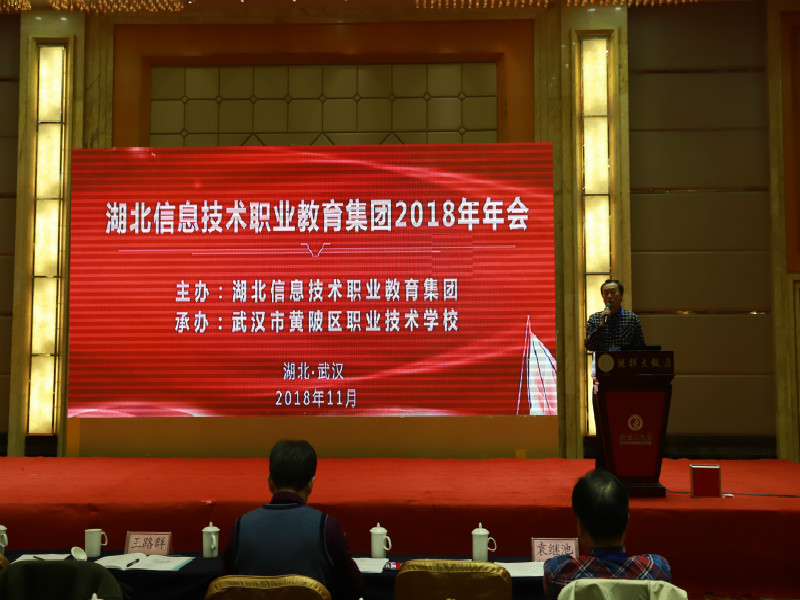 湖北信息技术职业教育集团2018年年会
主办：湖北信息技术职业教育集团
承办：武汉市黄陂区职业技术学校
湖北·武汉
2018年11月
王路群
袁继池